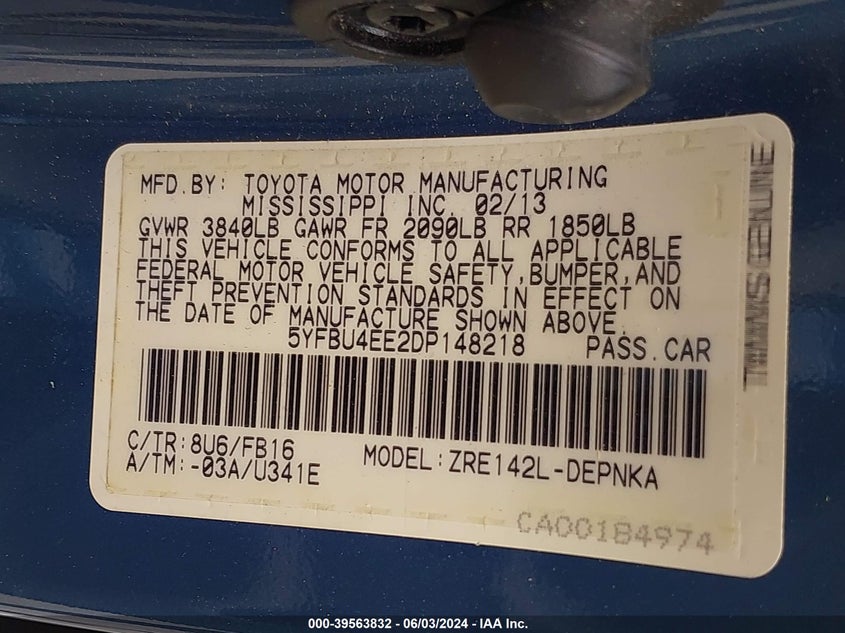 MFD.BY: TOYOTA MOTOR MANUFACTURING
MISSISSIPPI INC. 02/13
GVWR 3840LB GAWR FR 2090LB RR 1850LB
THIS VEHICLE CONFORMS TO ALL APPLICABLE
FEDERAL MOTOR VEHICLE SAFETY,BUMPER,AND
THEFT PREVENTION STANDARDS IN EFFECT ON
THE DATE OF MANUFACTURE SHOWN ABOVE.
5YFBU4EE2DP148218 PASS.CAR
C/TR:8U6/FB16
A/TM:-03A/U341E
MODEL:ZRE142L-DEPNKA
CA00184974
000-39563832 - 06/03/2024 - IAA Inc.